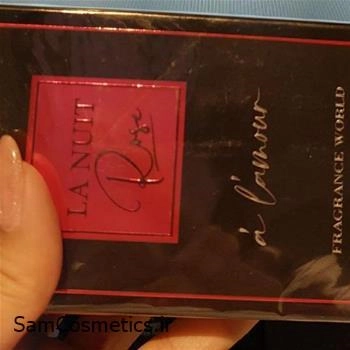 LA NUIT
Rose
à l'amour
FRAGRANCE WORLD
SamCosmetics.ir